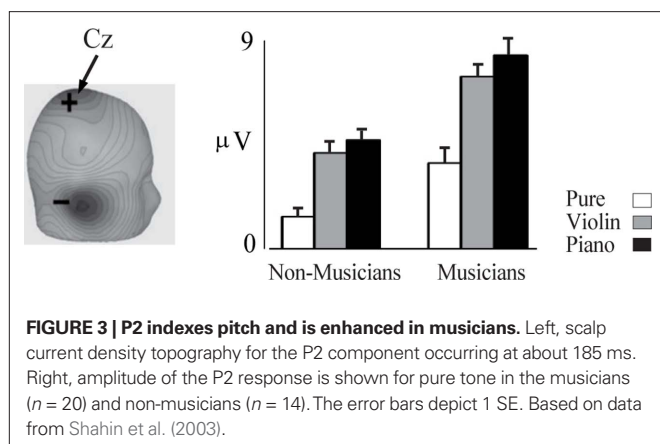 Cz
+
−
9
μV
0
Non-Musicians
Musicians
Pure
Violin
Piano
FIGURE 3 | P2 indexes pitch and is enhanced in musicians. Left, scalp
current density topography for the P2 component occurring at about 185 ms.
Right, amplitude of the P2 response is shown for pure tone in the musicians
(n = 20) and non-musicians (n = 14). The error bars depict 1 SE. Based on data
from Shahin et al. (2003).